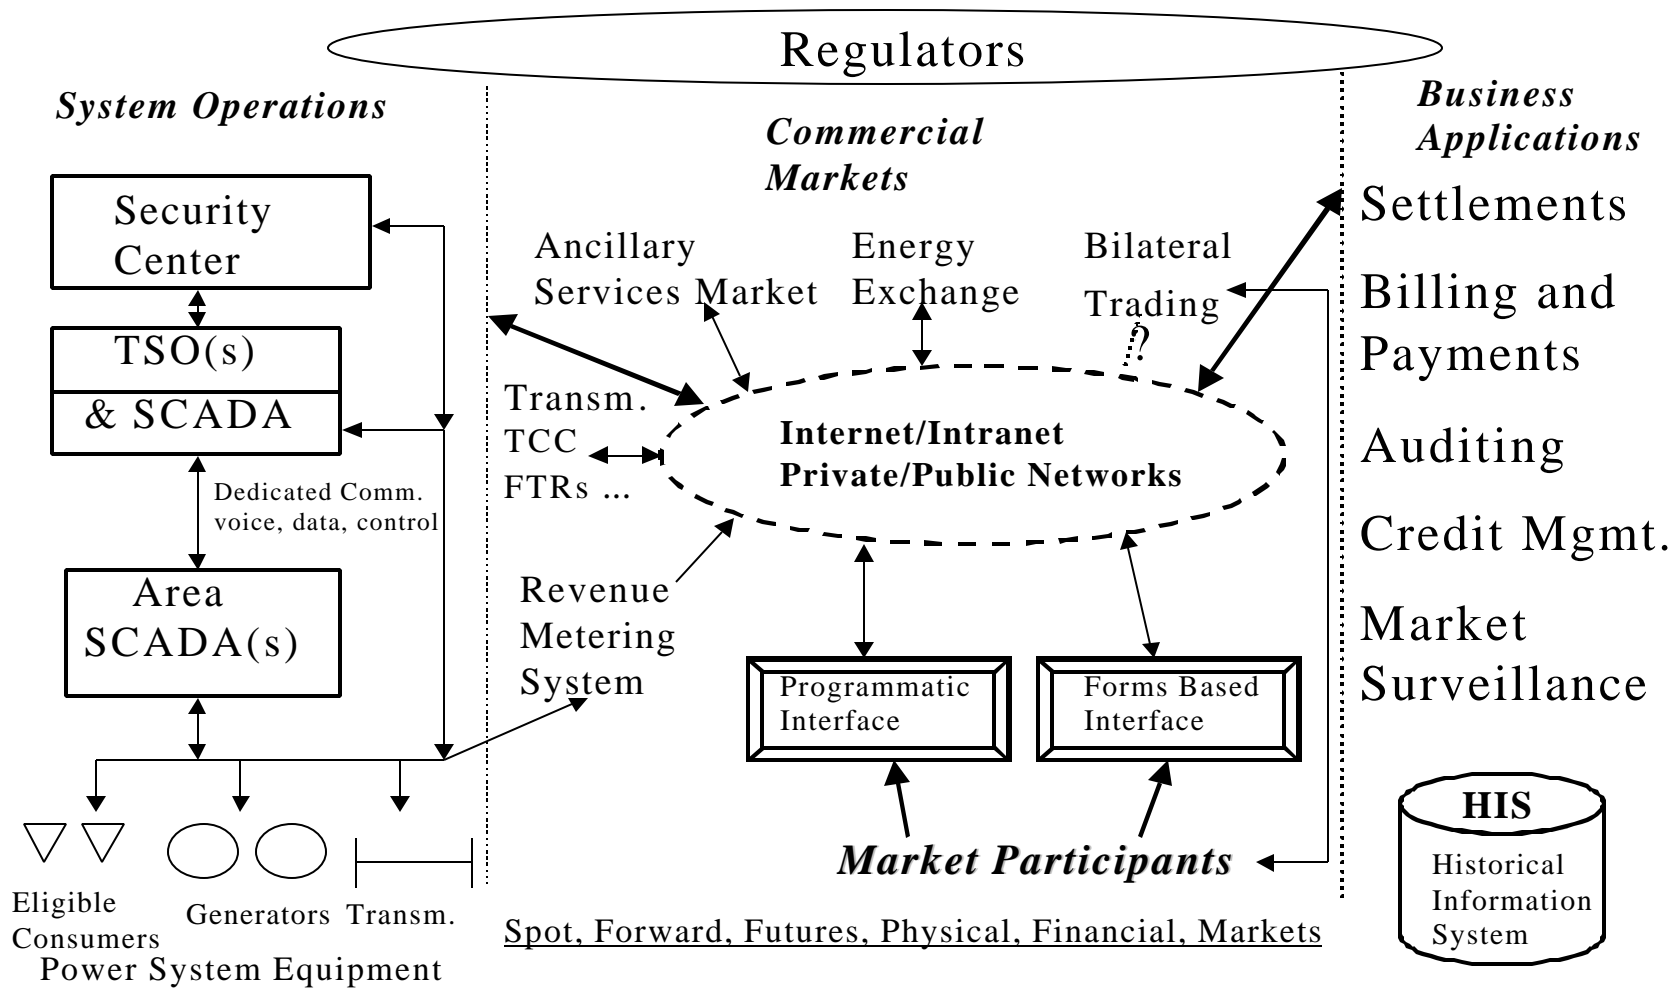 Regulators
System Operations
Commercial
Markets
Business
Applications
Security
Center
TSO(s)
& SCADA
Dedicated Comm.
voice, data, control
Area
SCADA(s)
Eligible
Consumers
Generators
Transm.
Power System Equipment
Ancillary
Services Market
Energy
Exchange
Bilateral
Trading
?
Transm.
TCC
FTRs ...
Internet/Intranet
Private/Public Networks
Revenue
Metering
System
Programmatic
Interface
Forms Based
Interface
Market Participants
Spot, Forward, Futures, Physical, Financial, Markets
Settlements
Billing and
Payments
Auditing
Credit Mgmt.
Market
Surveillance
HIS
Historical
Information
System